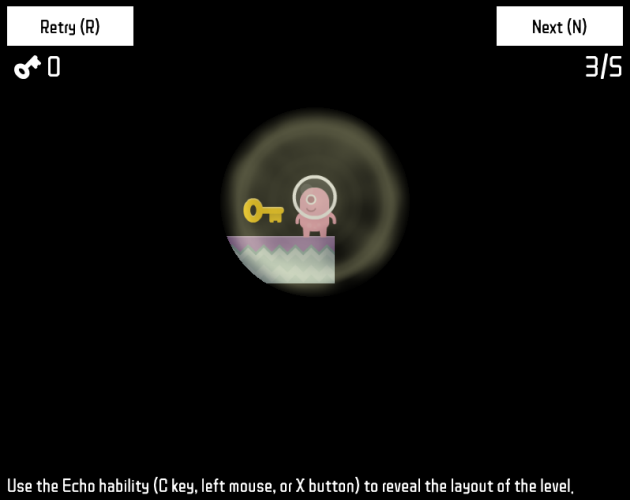 Retry (R)
Next (N)
0
3/5
Use the Echo hability (C key, left mouse, or X button) to reveal the layout of the level.